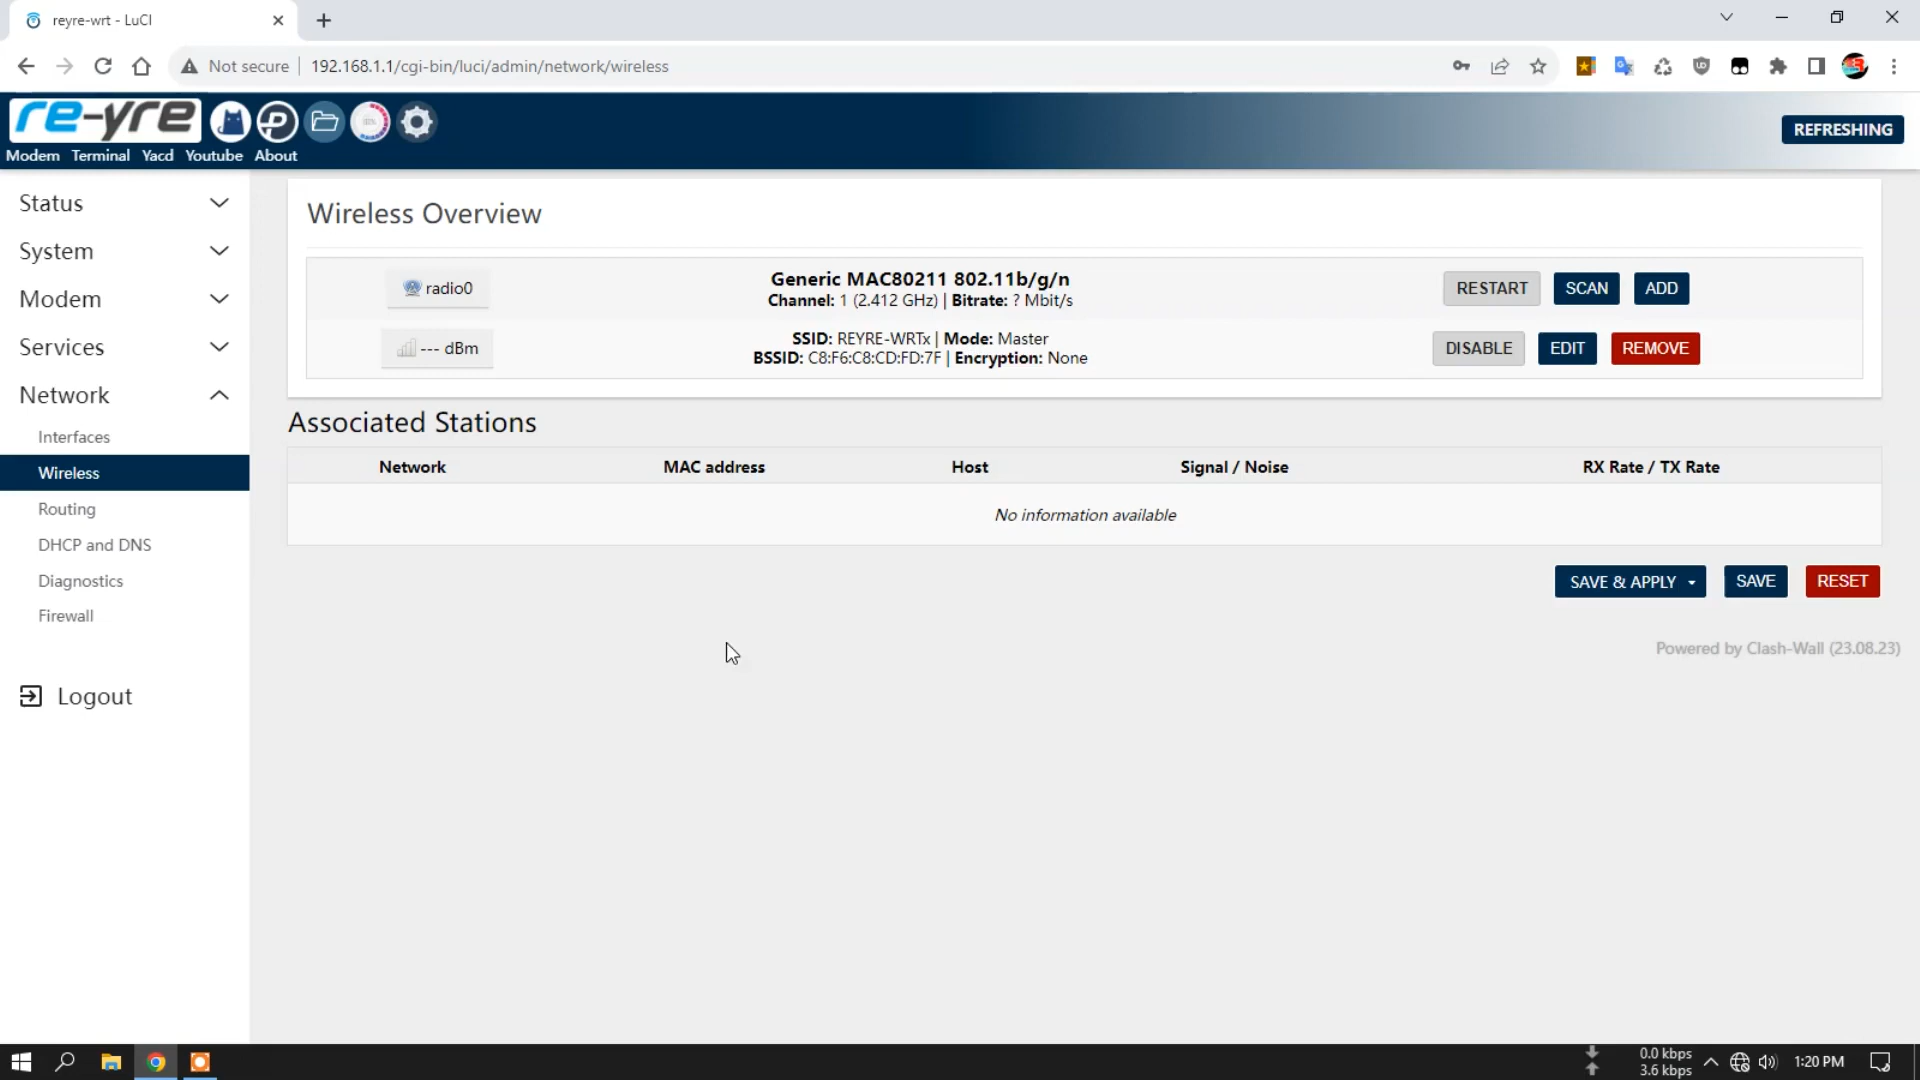 reyre-wrt - LuCI
Not secure
192.168.1.1/cgi-bin/luci/admin/network/wireless
re-yre
Modem Terminal Yacd Youtube About
REFRESHING
Status
System
Modem
Services
Network
Interfaces
Wireless
Routing
DHCP and DNS
Diagnostics
Firewall
Logout
Wireless Overview
radio0
Generic MAC80211 802.11b/g/n
Channel: 1 (2.412 GHz) | Bitrate: ? Mbit/s
RESTART SCAN ADD
--- dBm
SSID: REYRE-WRTx | Mode: Master
BSSID: C8:F6:C8:CD:FD:7F | Encryption: None
DISABLE EDIT REMOVE
Associated Stations
Network MAC address Host Signal / Noise RX Rate / TX Rate
No information available
SAVE & APPLY SAVE RESET
Powered by Clash-Wall (23.08.23)
0.0 kbps
3.6 kbps
1:20 PM